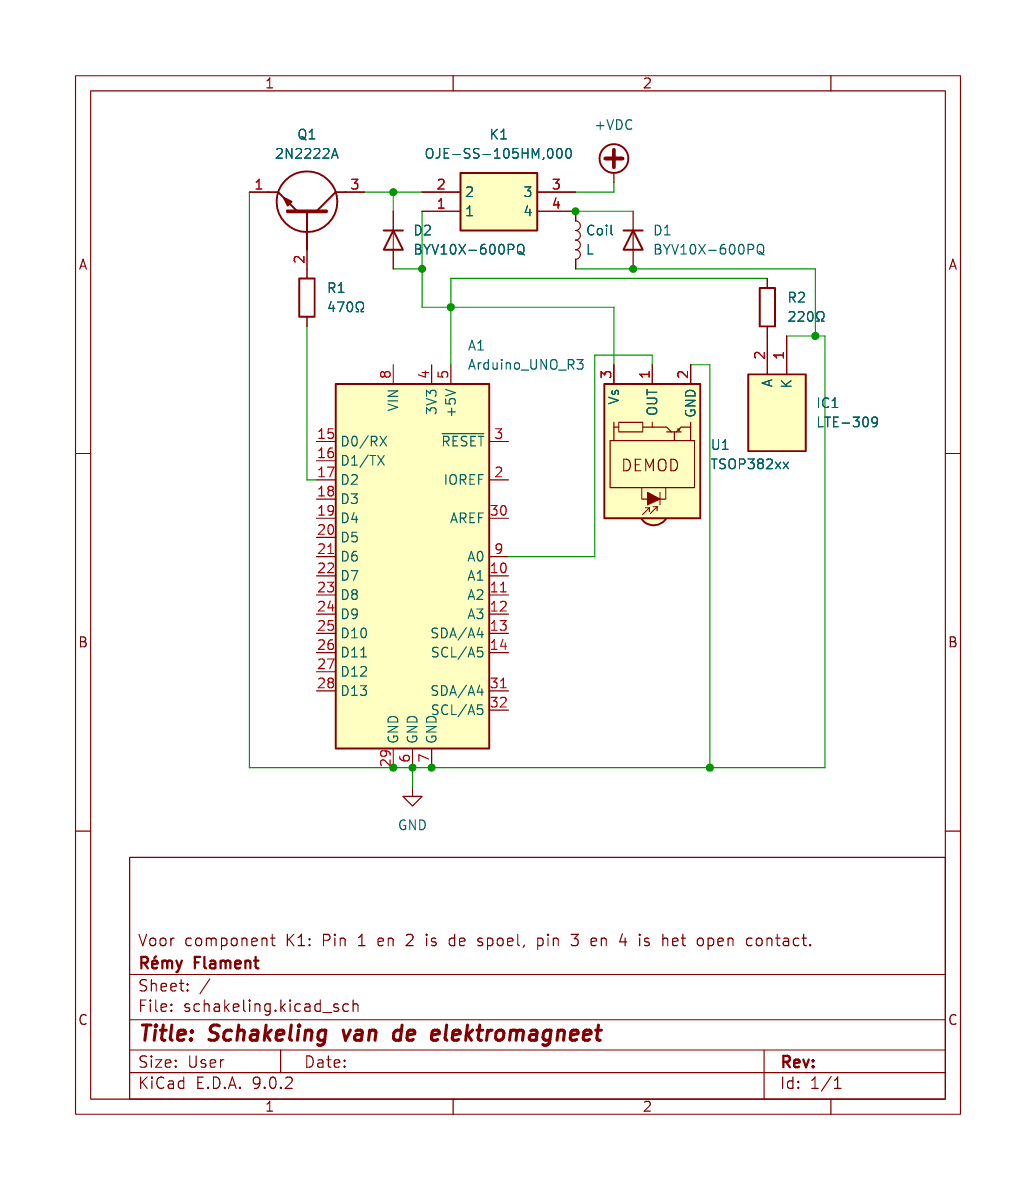 1
2
Q1
2N2222A
1
3
2
K1
OJE-SS-105HM,000
2
1
2
1
3
4
3
4
+VDC
D2
BYV10X-600PQ
Coil
L
D1
BYV10X-600PQ
A
A
R1
470Ω
R2
220Ω
A1
Arduino_UNO_R3
8
4
5
VIN
3V3
+5V
15 D0/RX
16 D1/TX
17 D2
18 D3
19 D4
20 D5
21 D6
22 D7
23 D8
24 D9
25 D10
26 D11
27 D12
28 D13
RESET 3
IOREF 2
AREF 30
A0 9
A1 10
A2 11
A3 12
SDA/A4 13
SCL/A5 14
SDA/A4 31
SCL/A5 32
GND
GND
GND
29
6
7
GND
3
1
2
Vs
OUT
GND
DEMOD
U1
TSOP382xx
2
1
A
K
IC1
LTE-309
B
B
Voor component K1: Pin 1 en 2 is de spoel, pin 3 en 4 is het open contact.
Rémy Flament
Sheet: /
File: schakeling.kicad_sch
Title: Schakeling van de elektromagneet
Size: User
Date:
Rev:
KiCad E.D.A. 9.0.2
Id: 1/1
C
C
1
2